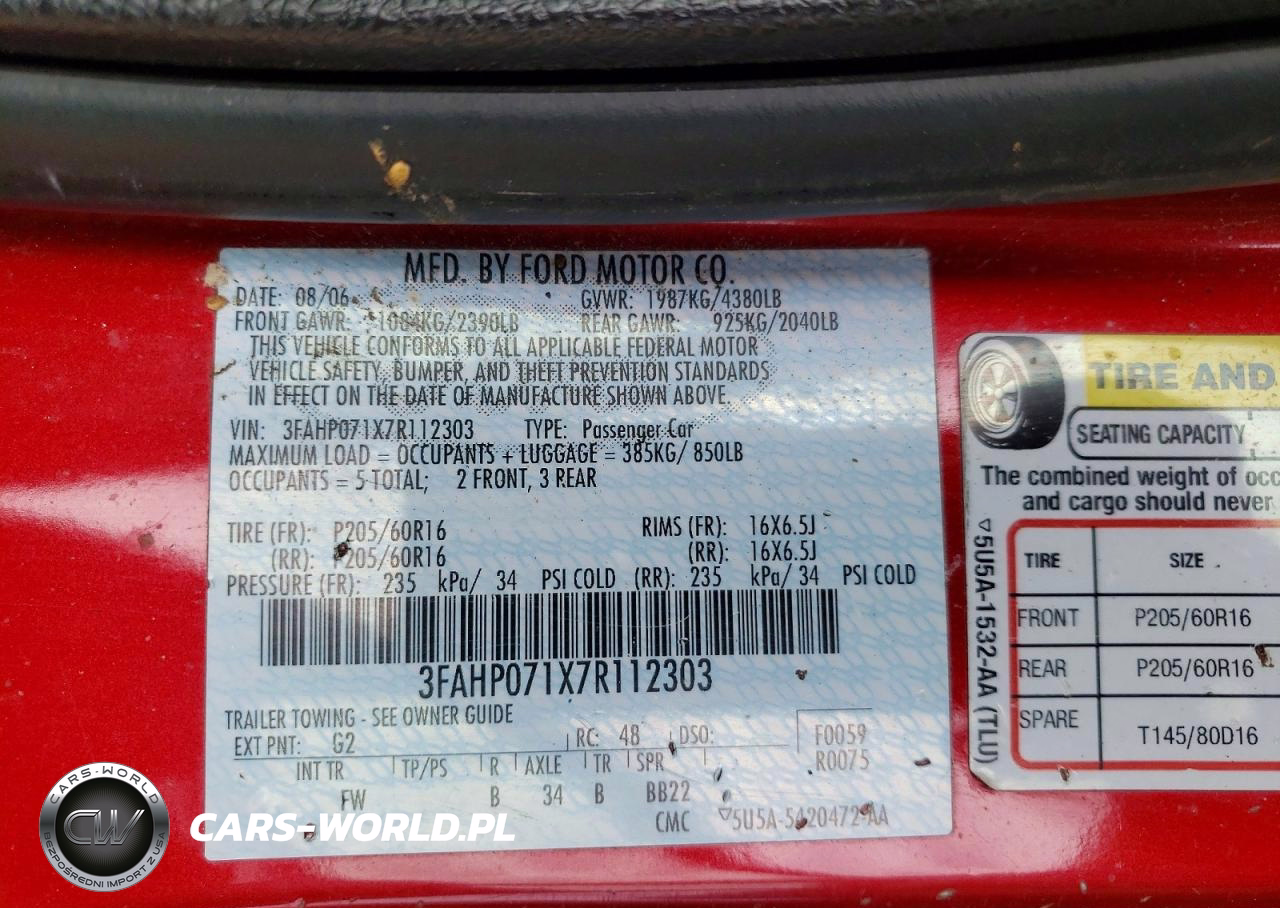 MFD. BY FORD MOTOR CO.
DATE: 08/06 GVWR: 1987KG/4380LB
FRONT GAWR: 1084KG/2390LB REAR GAWR: 925KG/2040LB
THIS VEHICLE CONFORMS TO ALL APPLICABLE FEDERAL MOTOR
VEHICLE SAFETY, BUMPER, AND THEFT PREVENTION STANDARDS
IN EFFECT ON THE DATE OF MANUFACTURE SHOWN ABOVE.
VIN: 3FAHP071X7R112303 TYPE: Passenger Car
MAXIMUM LOAD = OCCUPANTS + LUGGAGE = 385KG/ 850LB
OCCUPANTS = 5 TOTAL; 2 FRONT, 3 REAR
TIRE (FR): P205/60R16 RIMS (FR): 16X6.5J
(RR): P205/60R16 (RR): 16X6.5J
PRESSURE (FR): 235 kPa/ 34 PSI COLD (RR): 235 kPa/ 34 PSI COLD
3FAHP071X7R112303
TRAILER TOWING - SEE OWNER GUIDE
EXT PNT: G2 RC: 48 DSO: F0059
R0075
INT TR TP/PS R AXLE TR SPR
FW B 34 B BB22
CMC ▽5U5A-5420472-AA
TIRE AND
SEATING CAPACITY
The combined weight of occ
and cargo should never
TIRE SIZE
FRONT P205/60R16
REAR P205/60R16
SPARE T145/80D16
▽5U5A-1532-AA (TLU)
CARS-WORLD
CW
BEZPOŚREDNI IMPORT Z USA
CARS-WORLD.PL